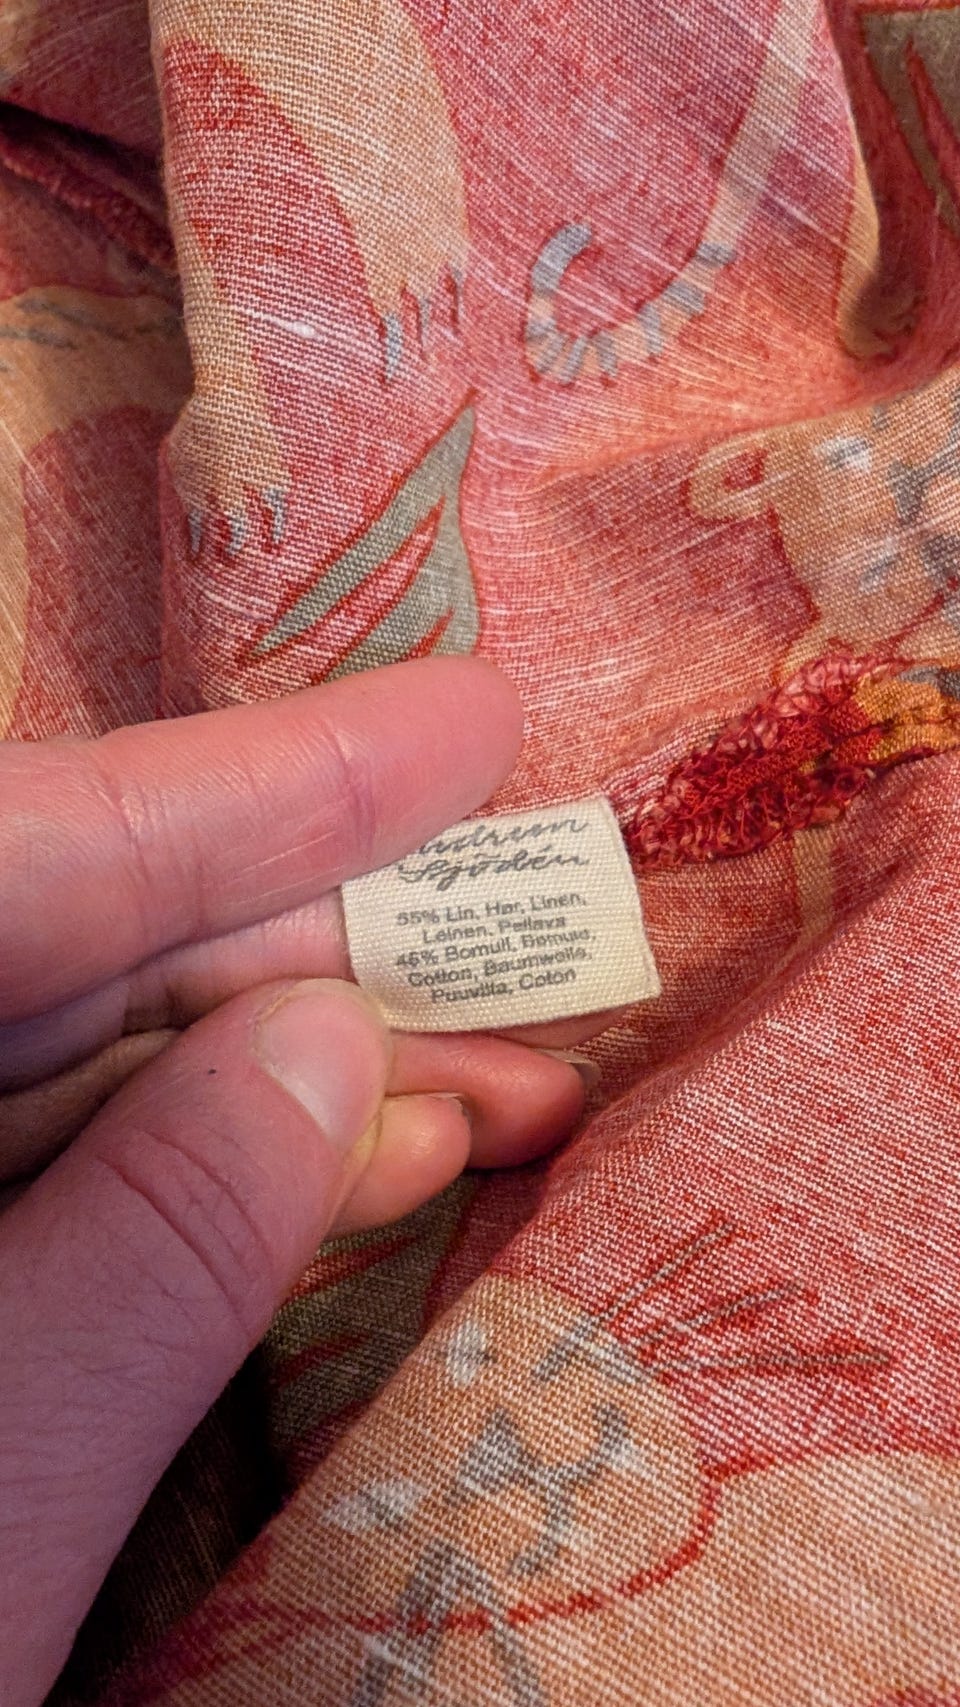 Sjödén
55% Lin, Hør, Linen,
Leinen, Pellava
45% Bomull, Bomuld,
Cotton, Baumwolle,
Puuvilla, Coton